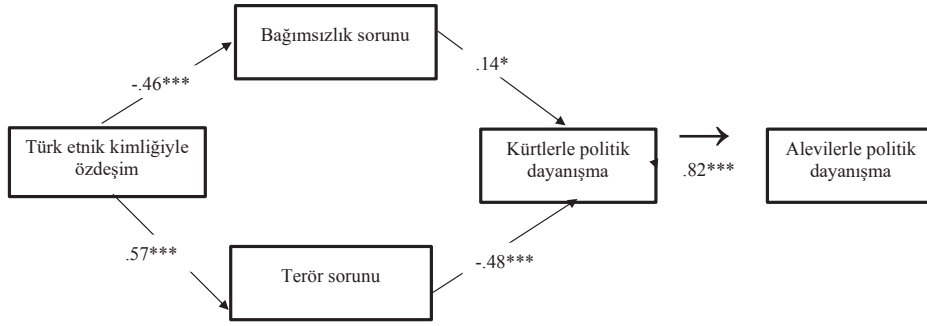 Bağımsızlık sorunu
.14*
-.46***
Türk etnik kimliğiyle
özdeşim
Kürtlerle politik
dayanışma
.82***
Alevilerle politik
dayanışma
.57***
-.48***
Terör sorunu